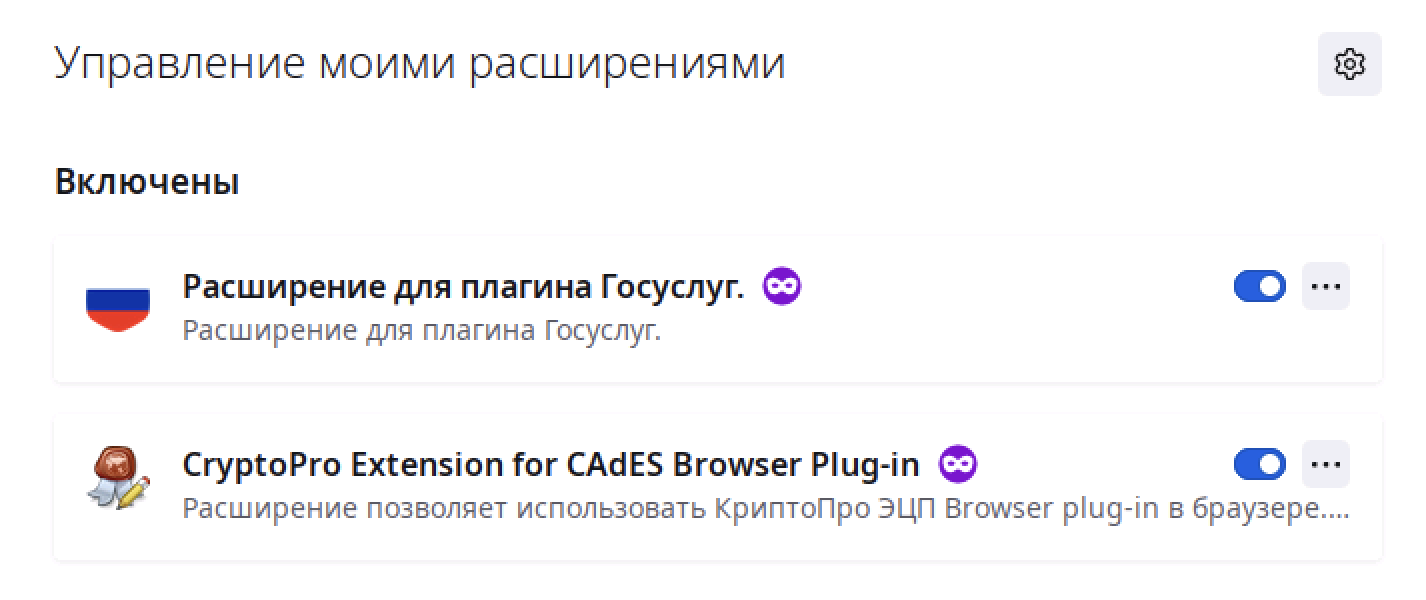 Управление моими расширениями
Включены
Расширение для плагина Госуслуг.
Расширение для плагина Госуслуг.
CryptoPro Extension for CAdES Browser Plug-in
Расширение позволяет использовать КриптоПро ЭЦП Browser plug-in в браузере....